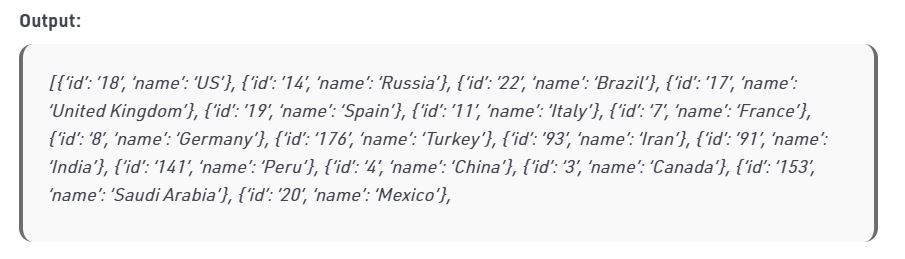 Output:
[{‘id’: ’18’, ‘name’: ‘US’}, {‘id’: ’14’, ‘name’: ‘Russia’}, {‘id’: ’22’, ‘name’: ‘Brazil’}, {‘id’: ’17’, ‘name’:
‘United Kingdom’}, {‘id’: ’19’, ‘name’: ‘Spain’}, {‘id’: ’11’, ‘name’: ‘Italy’}, {‘id’: ’7’, ‘name’: ‘France’},
{‘id’: ’8’, ‘name’: ‘Germany’}, {‘id’: ’176’, ‘name’: ‘Turkey’}, {‘id’: ’93’, ‘name’: ‘Iran’}, {‘id’: ’91’, ‘name’:
‘India’}, {‘id’: ’141’, ‘name’: ‘Peru’}, {‘id’: ’4’, ‘name’: ‘China’}, {‘id’: ’3’, ‘name’: ‘Canada’}, {‘id’: ’153’,
‘name’: ‘Saudi Arabia’}, {‘id’: ’20’, ‘name’: ‘Mexico’},